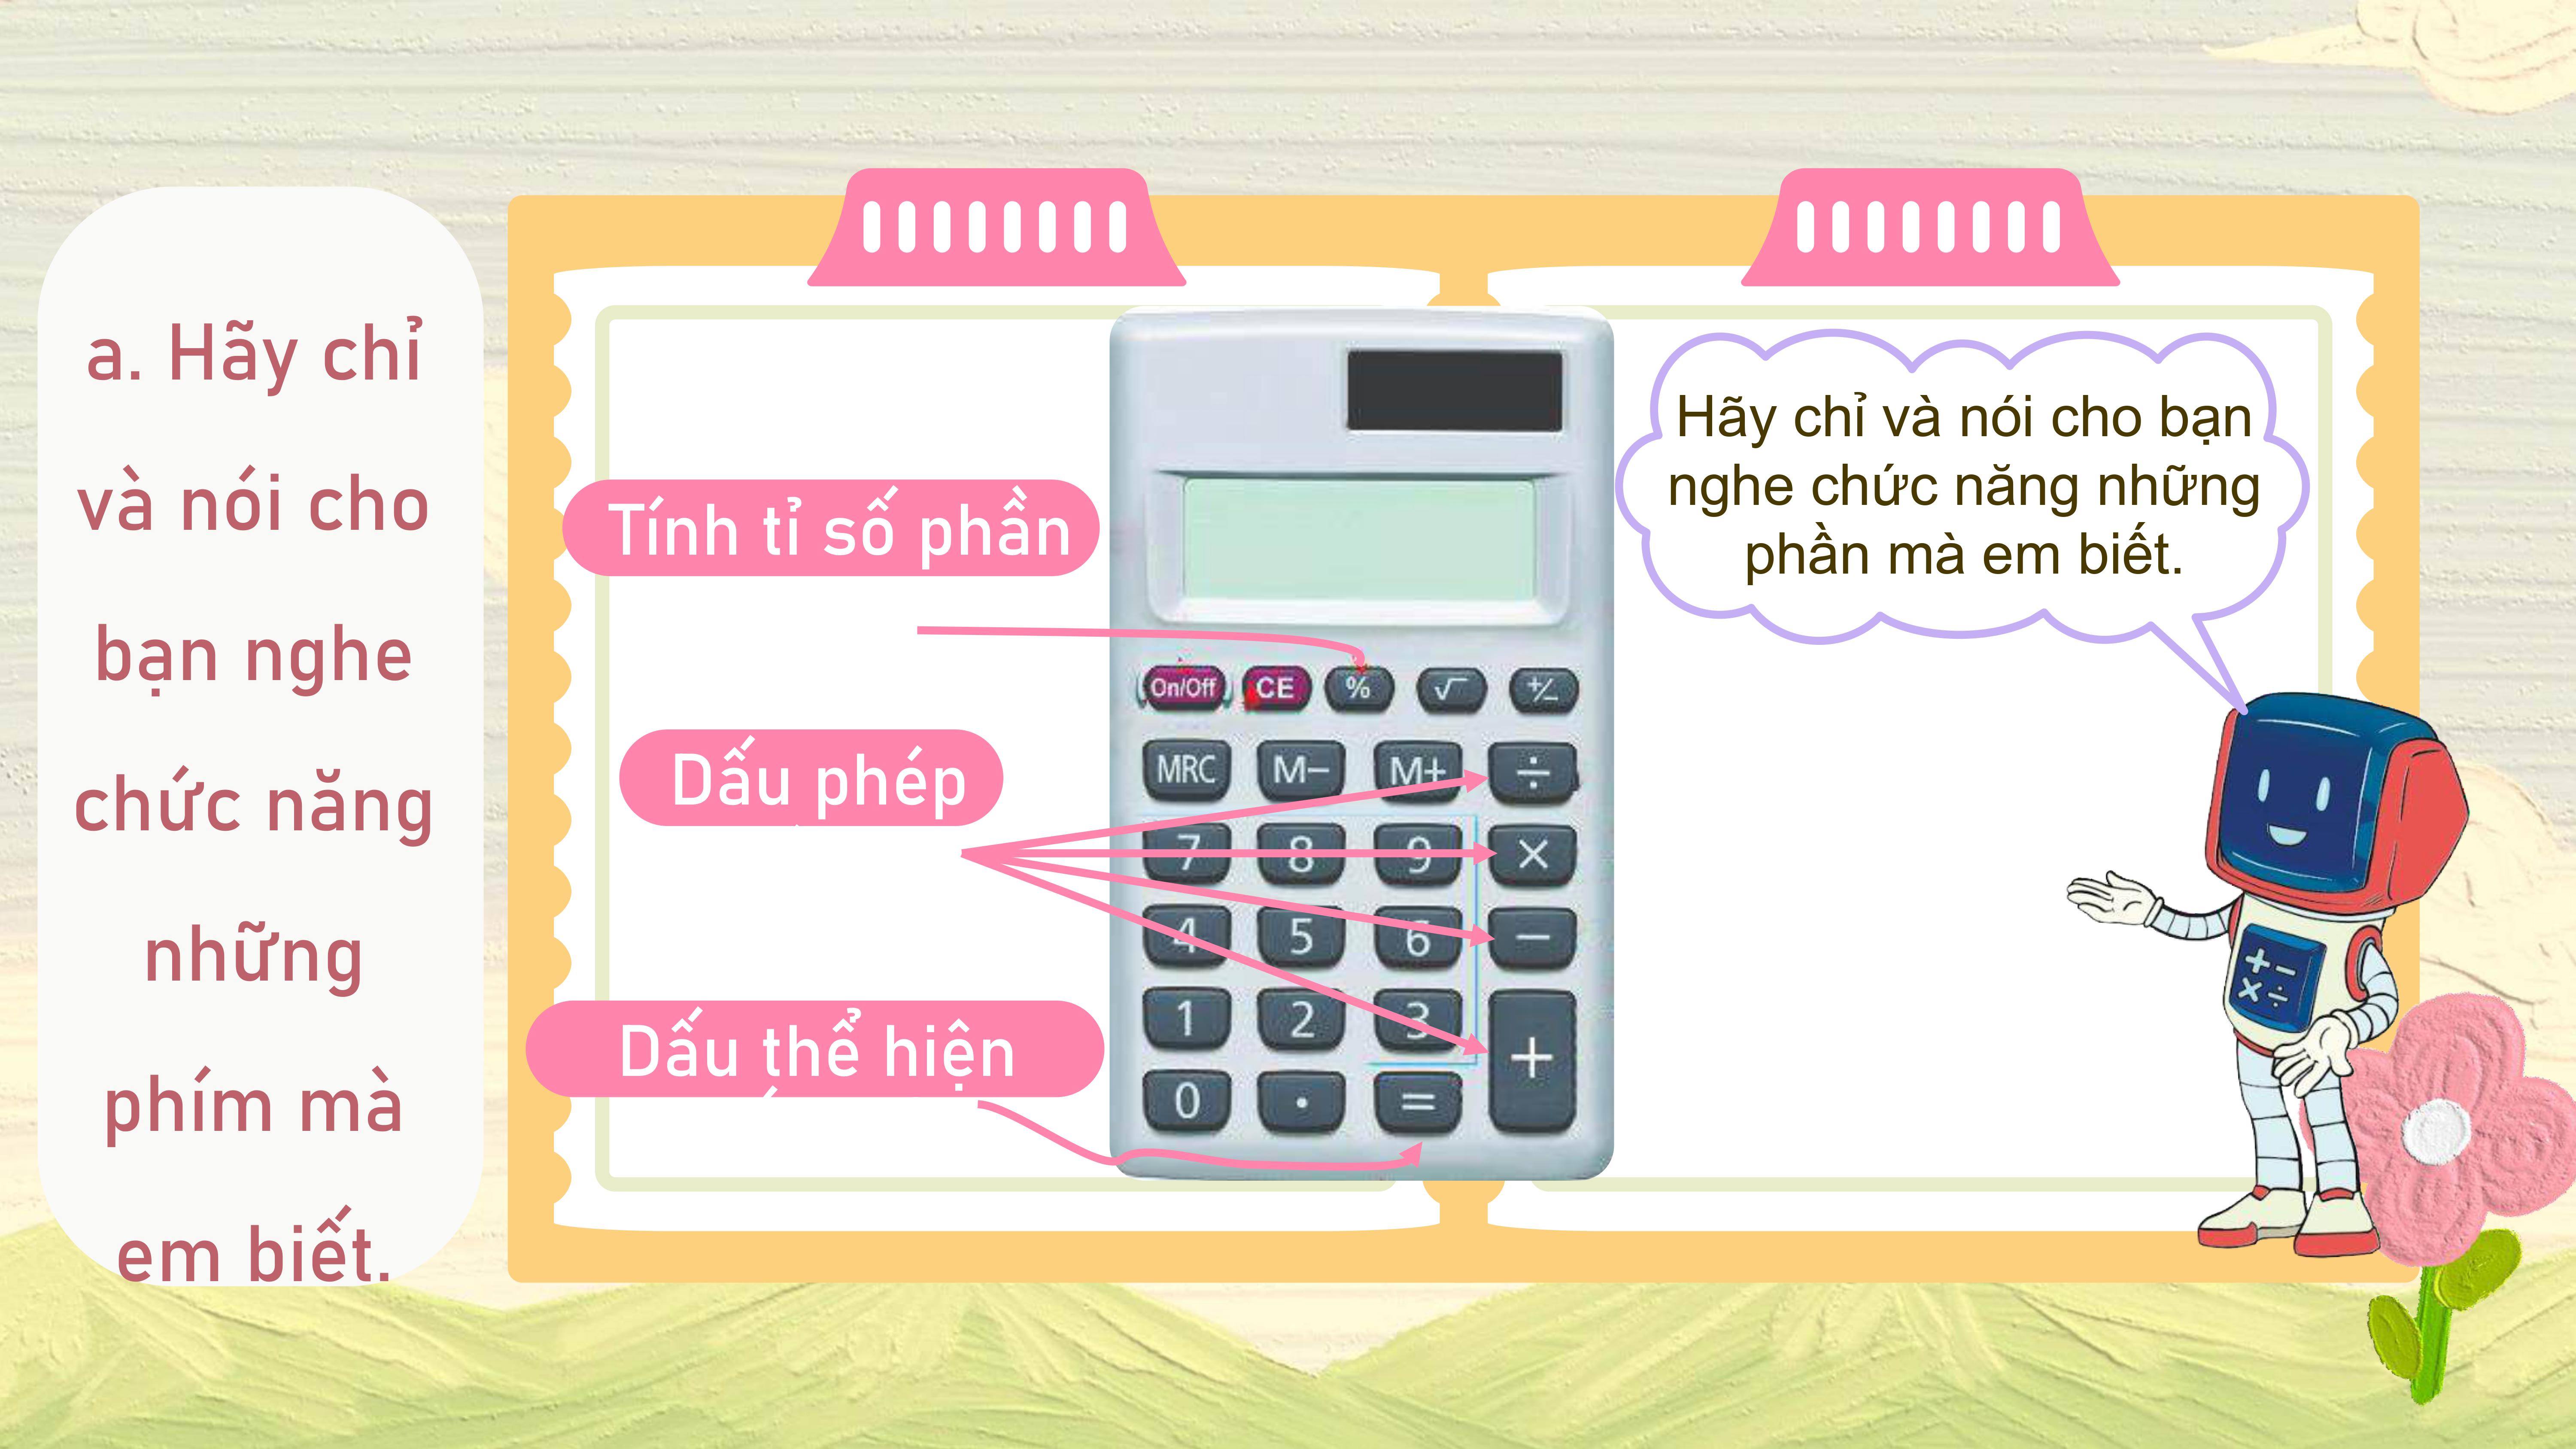 a. Hãy chỉ
và nói cho
bạn nghe
chức năng
những
phím mà
em biết.
Tính tỉ số phần
Dấu phép
Dấu thể hiện
On/Off CE % √ +/−
MRC M− M+ ÷
7 8 9 ×
4 5 6 −
1 2 3 +
0 . =
Hãy chỉ và nói cho bạn
nghe chức năng những
phần mà em biết.
+ −
× ÷